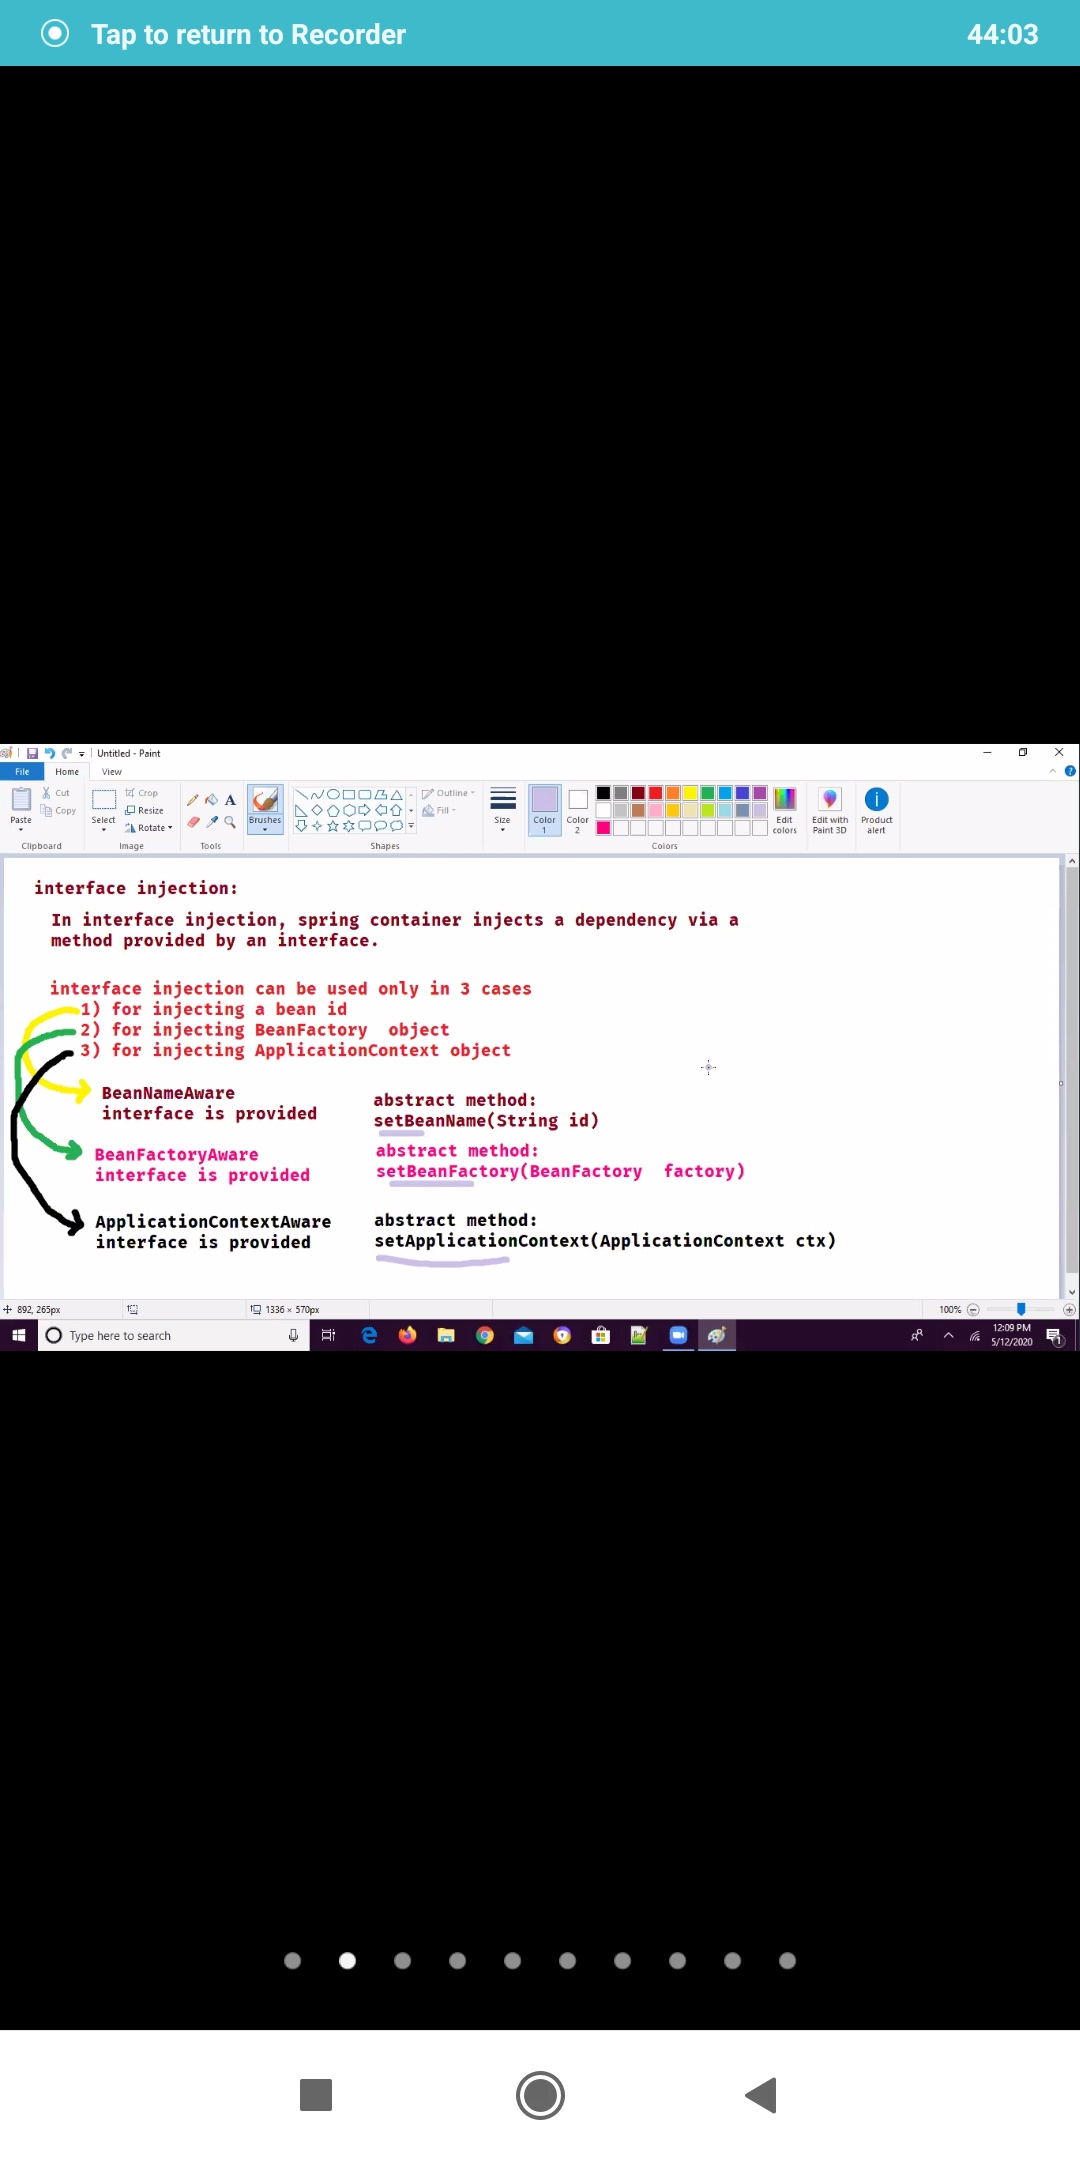 Tap to return to Recorder 44:03
Untitled - Paint
File Home View
Paste Cut Copy Select Crop Resize Rotate A Brushes Outline Fill Size Color 1 Color 2 Edit colors Edit with Paint 3D Product alert
Clipboard Image Tools Shapes Colors
interface injection:
In interface injection, spring container injects a dependency via a
method provided by an interface.
interface injection can be used only in 3 cases
1) for injecting a bean id
2) for injecting BeanFactory object
3) for injecting ApplicationContext object
BeanNameAware
interface is provided
abstract method:
setBeanName(String id)
BeanFactoryAware
interface is provided
abstract method:
setBeanFactory(BeanFactory factory)
ApplicationContextAware
interface is provided
abstract method:
setApplicationContext(ApplicationContext ctx)
892, 265px 1336 × 570px 100%
Type here to search
12:09 PM
5/12/2020
1